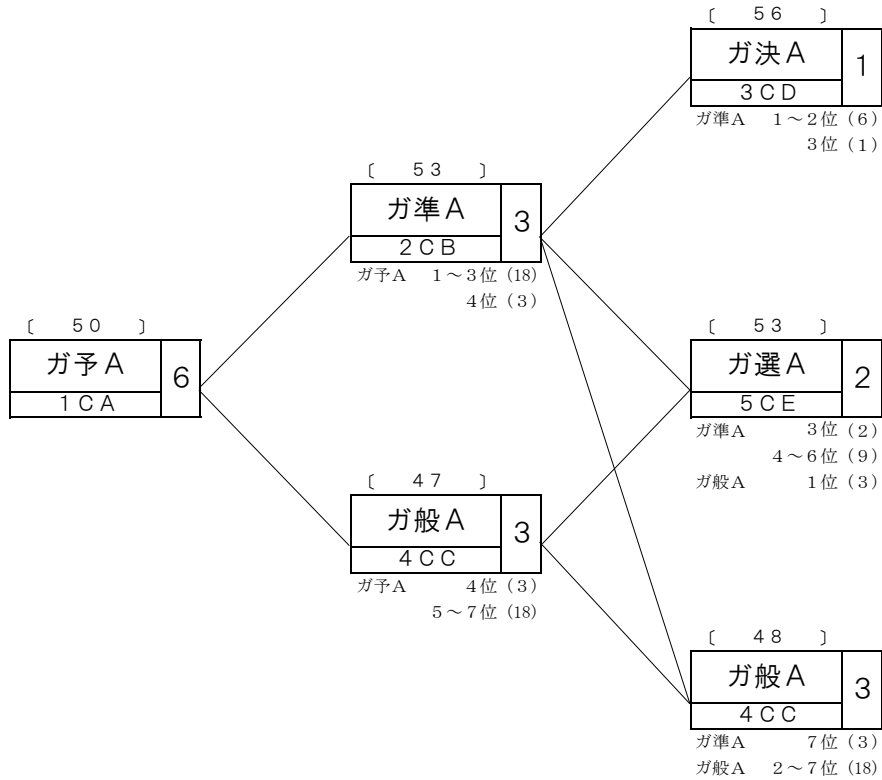 〔 50 〕
ガ予A 6
1CA
〔 53 〕
ガ準A 3
2CB
ガ予A 1～3位 (18)
4位 (3)
〔 47 〕
ガ般A 3
4CC
ガ予A 4位 (3)
5～7位 (18)
〔 56 〕
ガ決A 1
3CD
ガ準A 1～2位 (6)
3位 (1)
〔 53 〕
ガ選A 2
5CE
ガ準A 3位 (2)
4～6位 (9)
ガ般A 1位 (3)
〔 48 〕
ガ般A 3
4CC
ガ準A 7位 (3)
ガ般A 2～7位 (18)